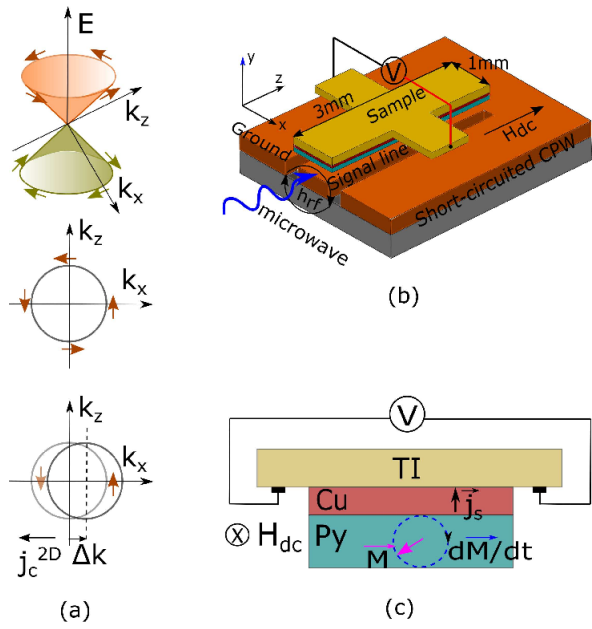 E
k_z
k_x
k_z
k_x
k_z
k_x
j_c^2D
Δk
(a)
y
z
x
V
3mm
1mm
Sample
Ground
Signal line
Hdc
hrf
microwave
Short-circuited CPW
(b)
V
TI
Cu
j_s
H_dc
Py
M
dM/dt
(c)